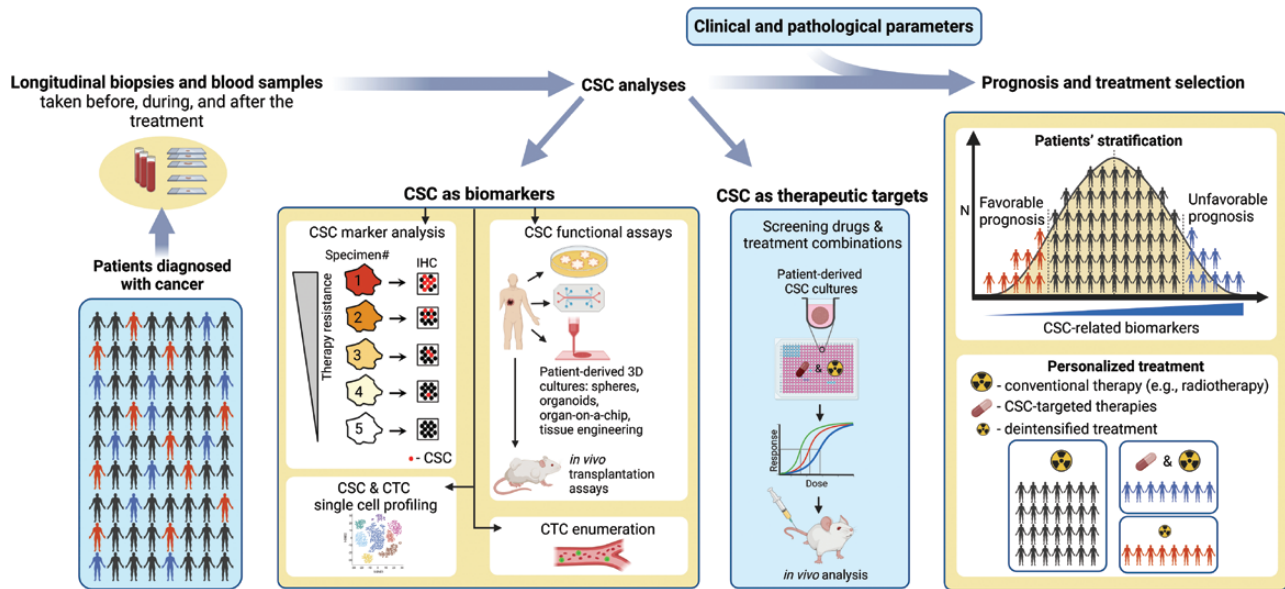 Clinical and pathological parameters
Longitudinal biopsies and blood samples
taken before, during, and after the
treatment
CSC analyses
Prognosis and treatment selection
Patients diagnosed
with cancer
CSC as biomarkers
CSC marker analysis
Specimen#
IHC
Therapy resistance
1
2
3
4
5
- CSC
CSC functional assays
Patient-derived 3D
cultures: spheres,
organoids,
organ-on-a-chip,
tissue engineering
in vivo
transplantation
assays
CSC & CTC
single cell profiling
CTC enumeration
CSC as therapeutic targets
Screening drugs &
treatment combinations
Patient-derived
CSC cultures
&
Response
Dose
in vivo analysis
Patients' stratification
N
Favorable
prognosis
Unfavorable
prognosis
CSC-related biomarkers
Personalized treatment
- conventional therapy (e.g., radiotherapy)
- CSC-targeted therapies
- deintensified treatment
&